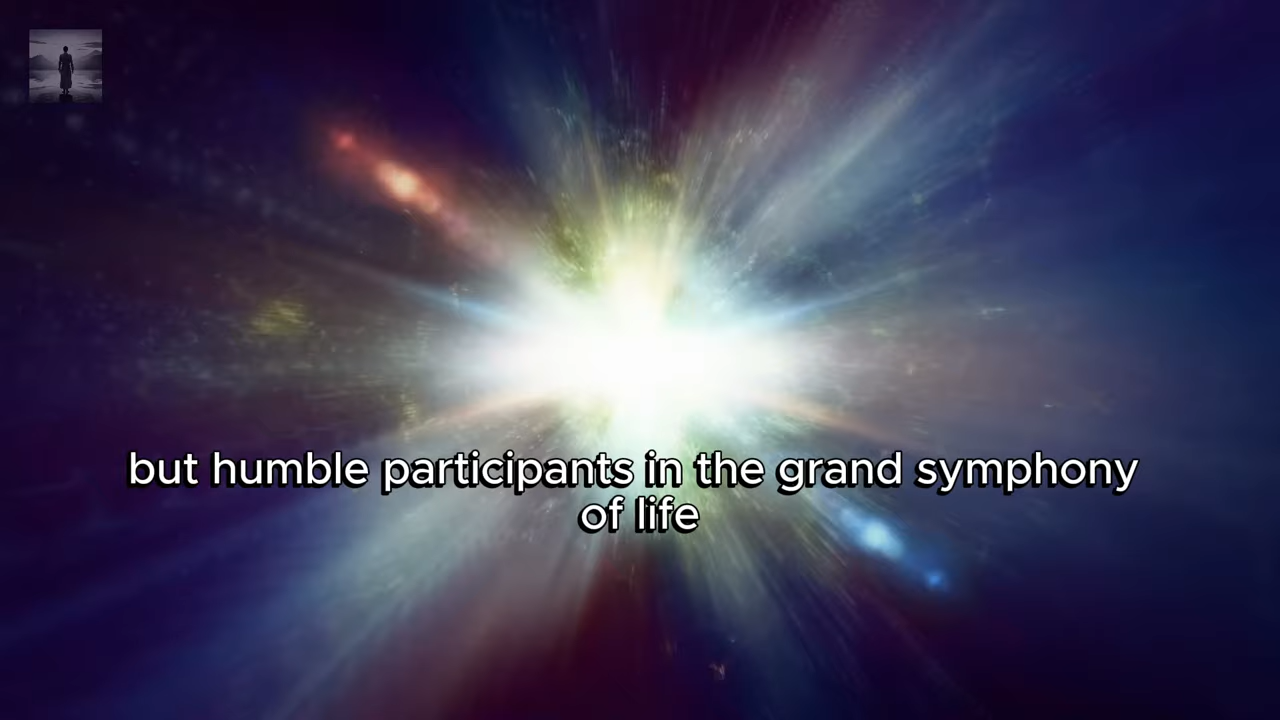 but humble participants in the grand symphony
of life